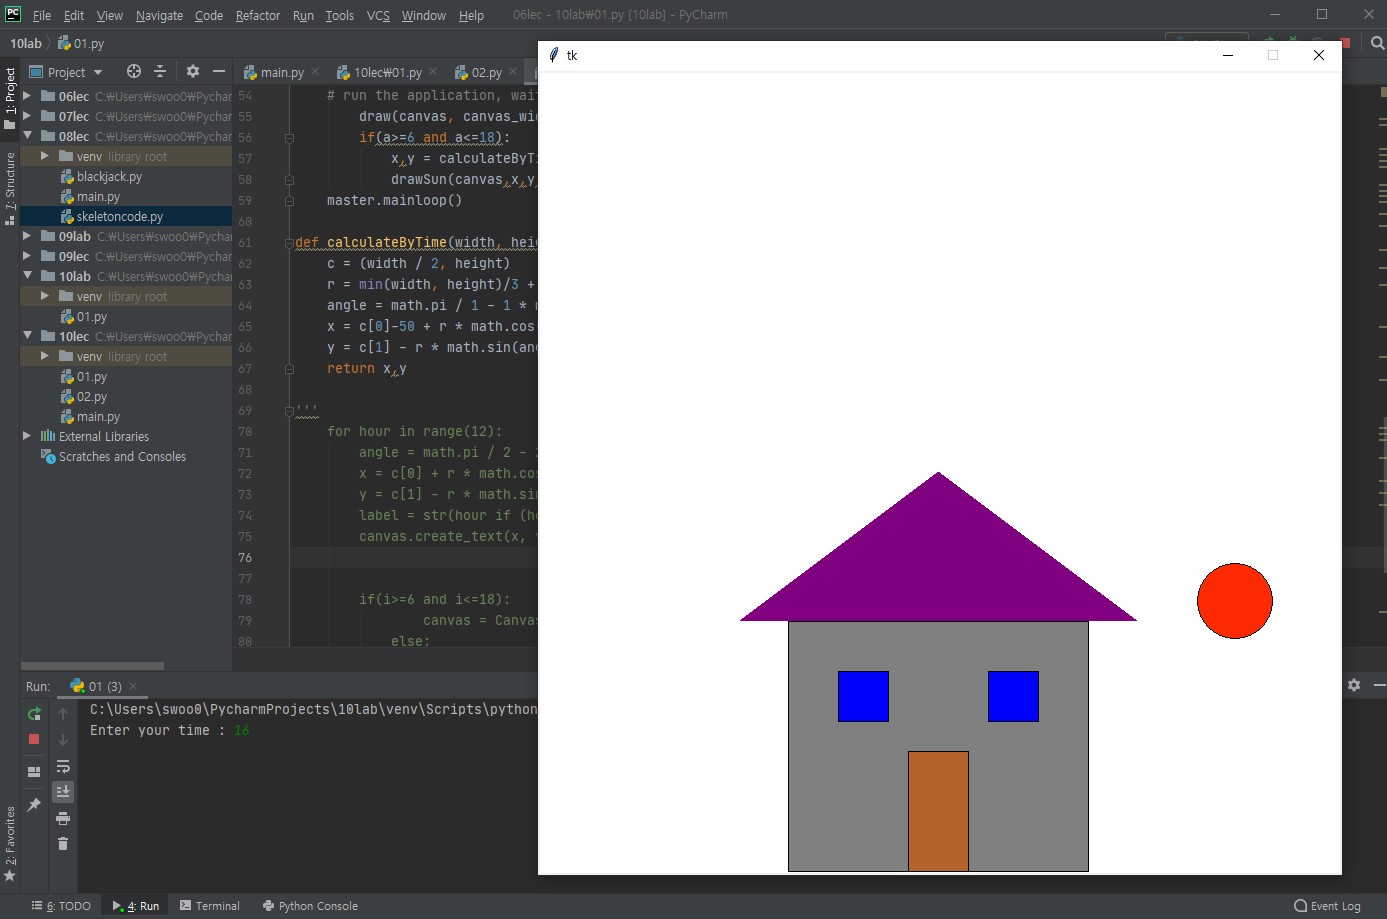 PC File Edit View Navigate Code Refactor Run Tools VCS Window Help 06lec - 10lab₩01.py [10lab] - PyCharm
10lab 01.py
tk
1: Project
Project
main.py 10lec₩01.py 02.py
06lec C:₩Users₩swoo0₩Pychar
07lec C:₩Users₩swoo0₩Pychar
08lec C:₩Users₩swoo0₩Pychar
venv library root
blackjack.py
main.py
skeletoncode.py
09lab C:₩Users₩swoo0₩Pycha
09lec C:₩Users₩swoo0₩Pychar
10lab C:₩Users₩swoo0₩Pychar
venv library root
01.py
10lec C:₩Users₩swoo0₩Pychar
venv library root
01.py
02.py
main.py
External Libraries
Scratches and Consoles
7: Structure
54 # run the application, wai
55 draw(canvas, canvas_wi
56 if(a>=6 and a<=18):
57 x,y = calculateByT
58 drawSun(canvas,x,y
59 master.mainloop()
60
61 def calculateByTime(width, hei
62 c = (width / 2, height)
63 r = min(width, height)/3 +
64 angle = math.pi / 1 - 1 *
65 x = c[0]-50 + r * math.cos
66 y = c[1] - r * math.sin(an
67 return x,y
68
69 '''
70 for hour in range(12):
71 angle = math.pi / 2 -
72 x = c[0] + r * math.co
73 y = c[1] - r * math.si
74 label = str(hour if (h
75 canvas.create_text(x,
76
77
78 if(i>=6 and i<=18):
79 canvas = Canvas
80 else:
Run: 01 (3)
C:\Users\swoo0\PycharmProjects\10lab\venv\Scripts\python
Enter your time : 16
2: Favorites
6: TODO 4: Run Terminal Python Console Event Log